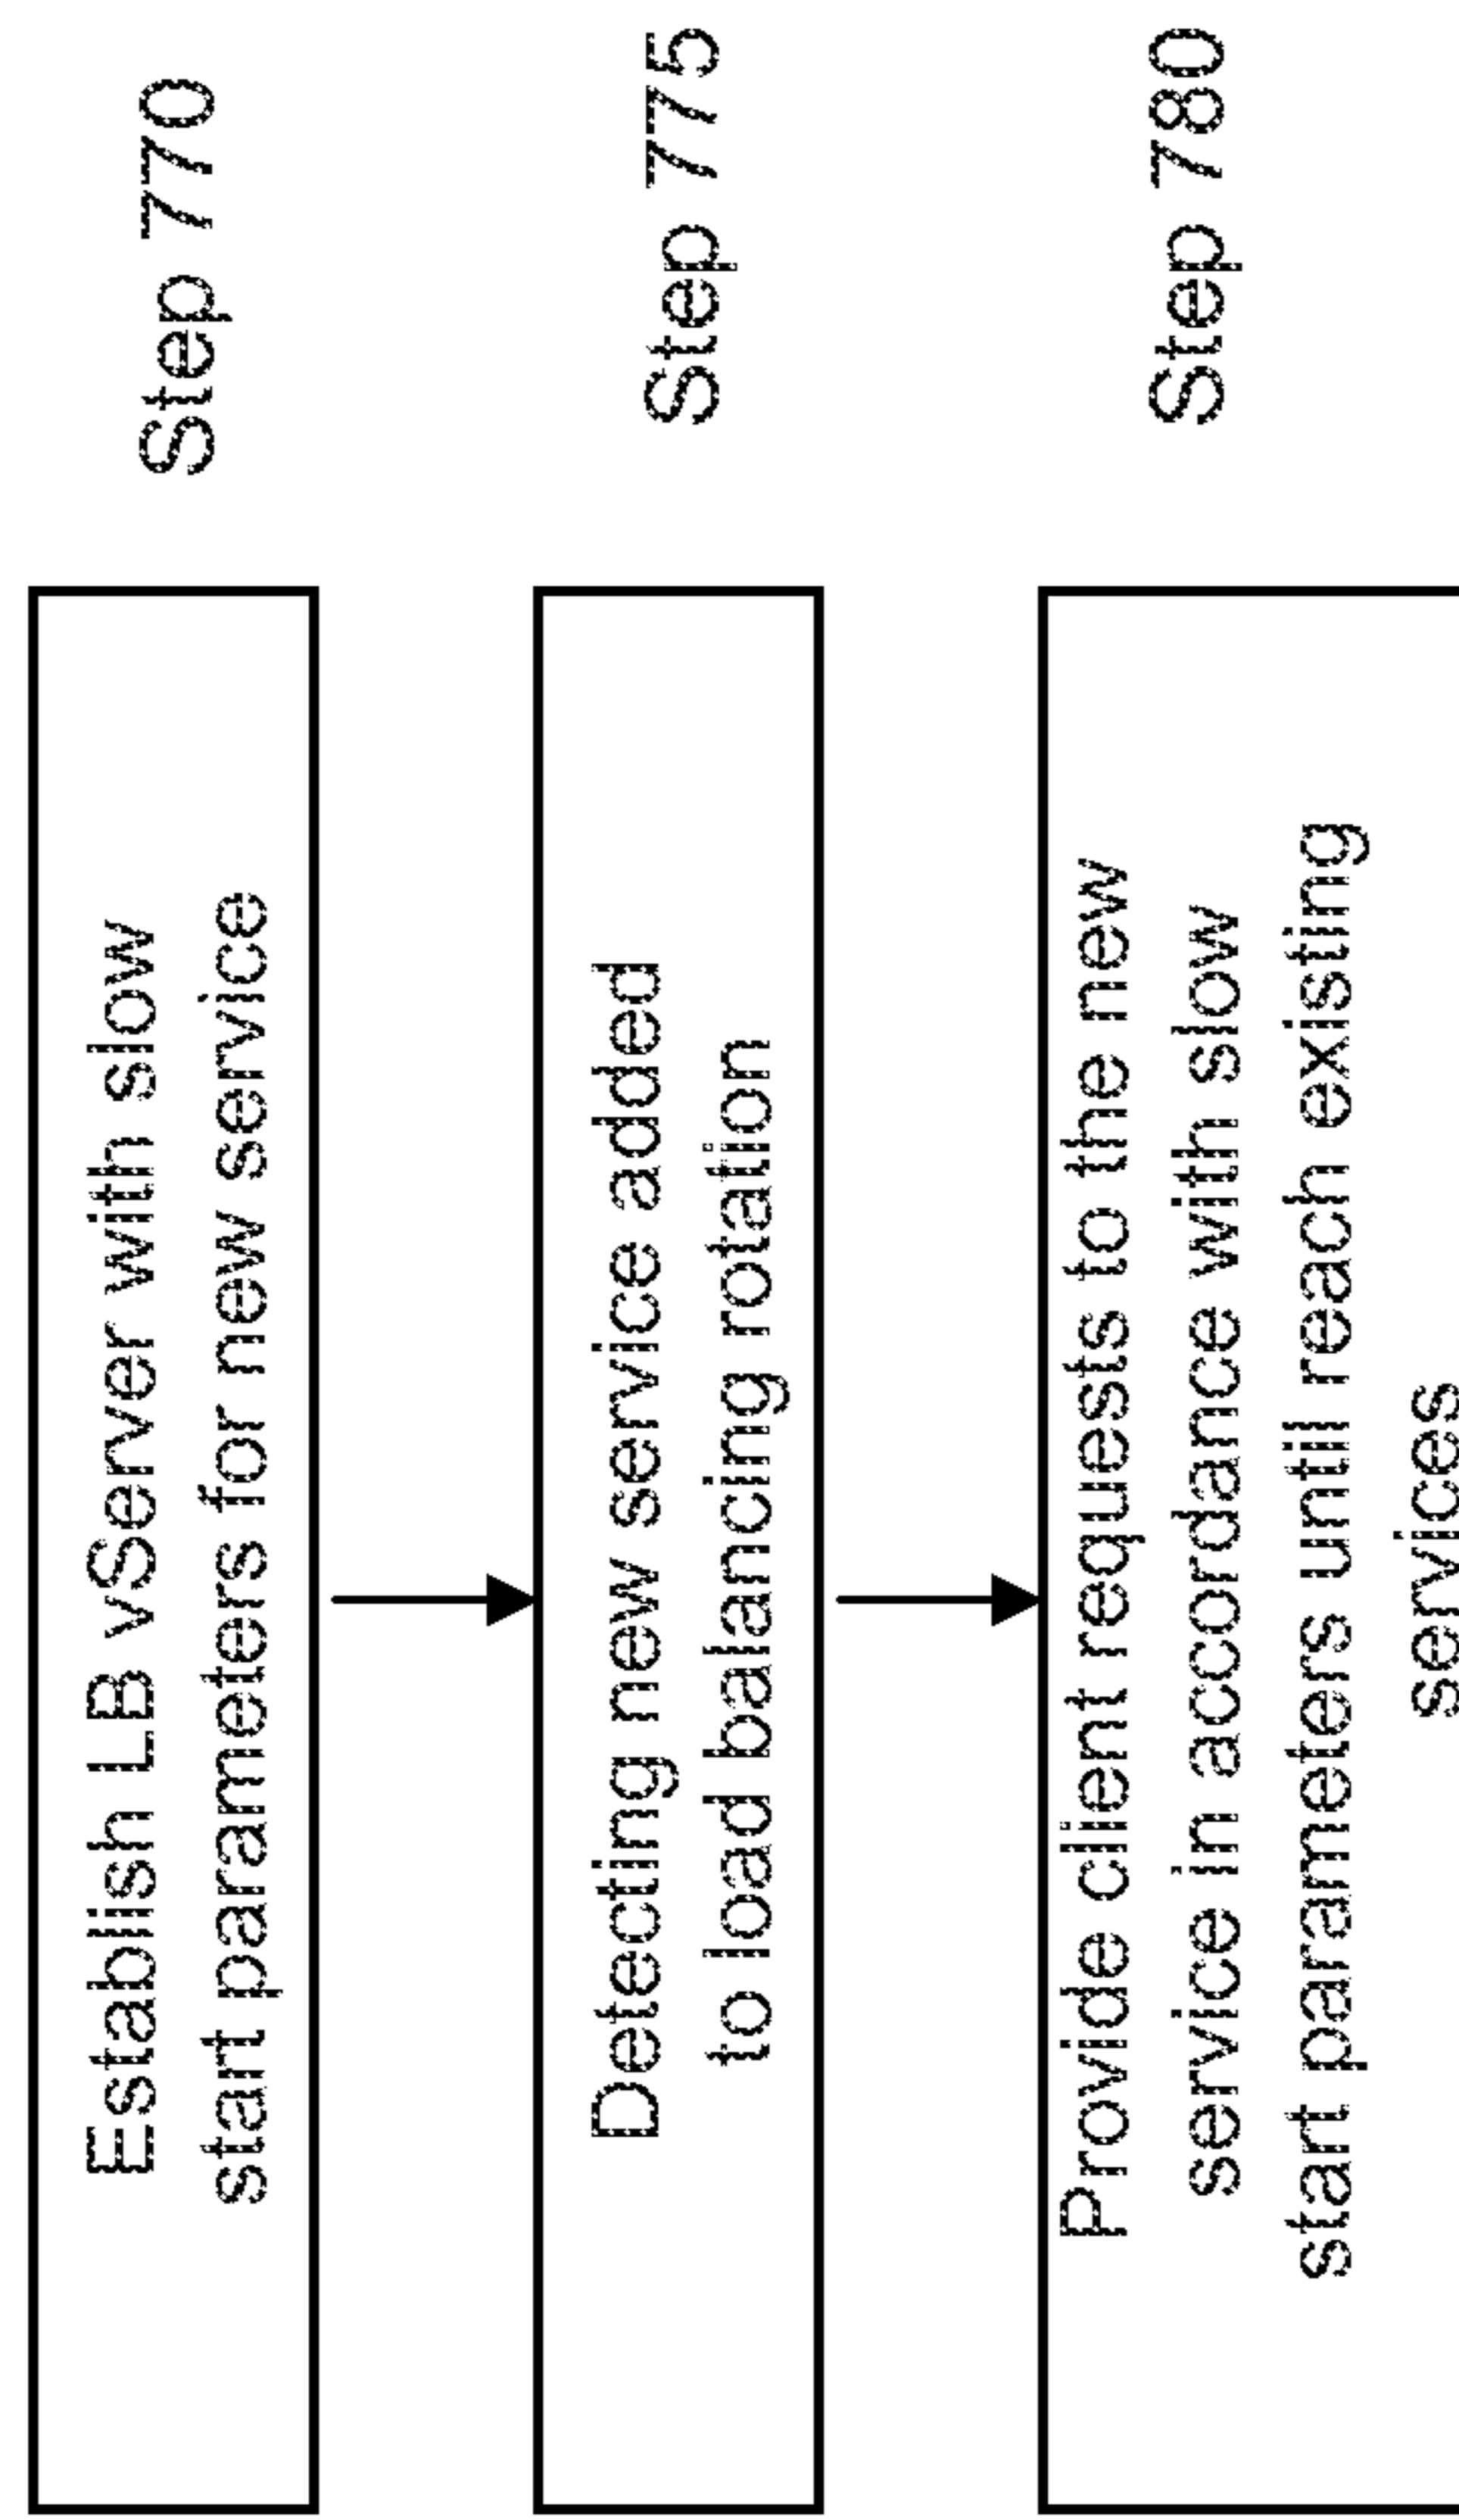 Establish LB vServer with slow
start parameters for new service
Step 770
Detecting new service added
to load balancing rotation
Step 775
Provide client requests to the new
service in accordance with slow
start parameters until reach existing
services
Step 780